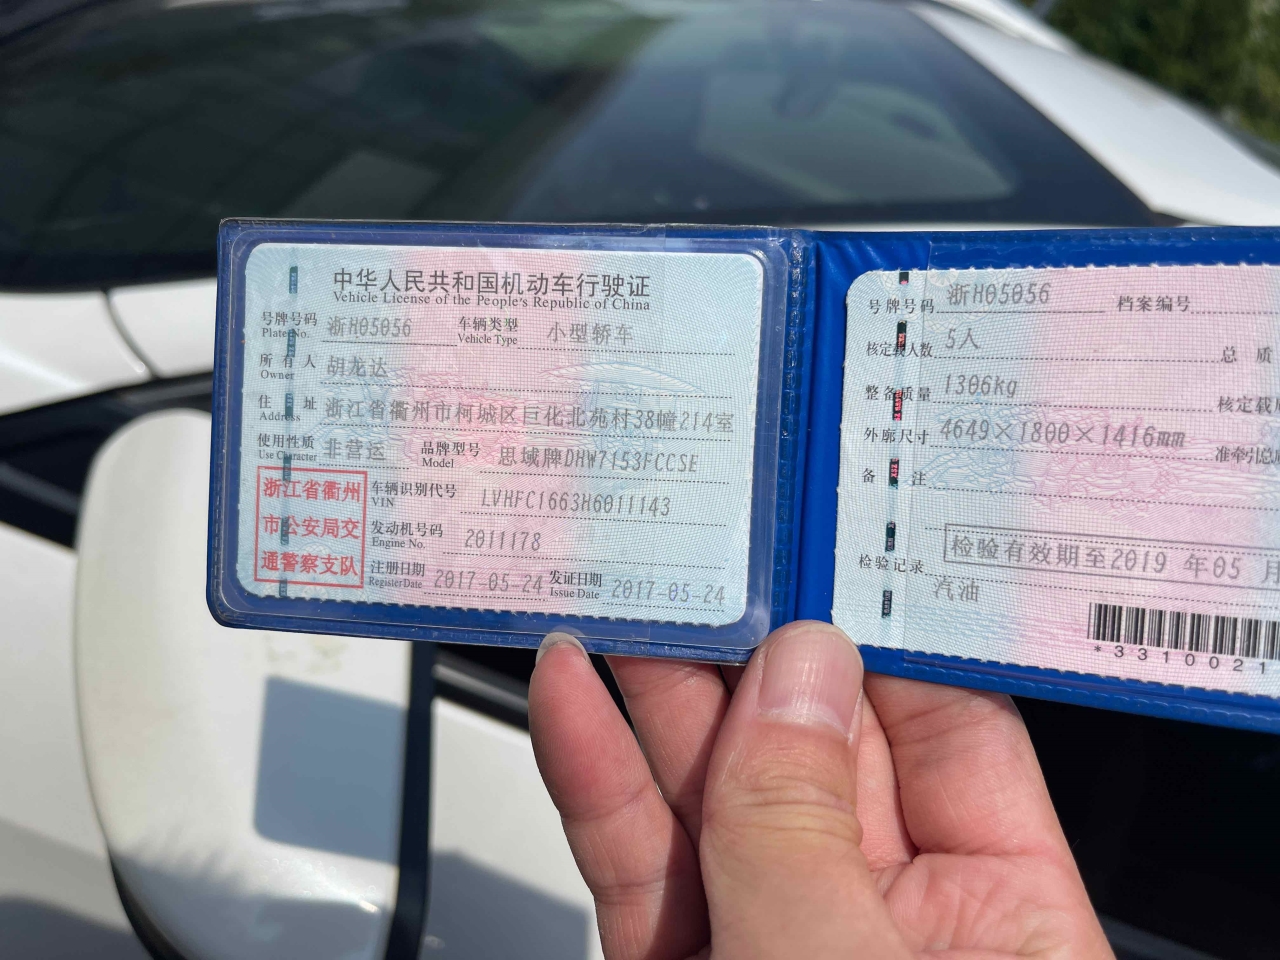 中华人民共和国机动车行驶证
Vehicle License of the People's Republic of China
号牌号码 浙H05056 车辆类型 小型轿车
Plate No. Vehicle Type
所有人 胡龙达
Owner
住址 浙江省衢州市柯城区巨化北苑村38幢214室
Address
使用性质 非营运 品牌型号 思域牌DHW7153FCCSE
Use Character Model
浙江省衢州
市公安局交
通警察支队
车辆识别代号 LVHFC1663H6011143
VIN
发动机号码 2011178
Engine No.
注册日期 2017-05-24 发证日期 2017-05-24
Register Date Issue Date
号牌号码 浙H05056 档案编号
核定载人数 5人 总质
整备质量 1306kg 核定载
外廓尺寸 4649×1800×1416mm 准牵引总
备注
检验有效期至2019年05月
检验记录
汽油
*3310021